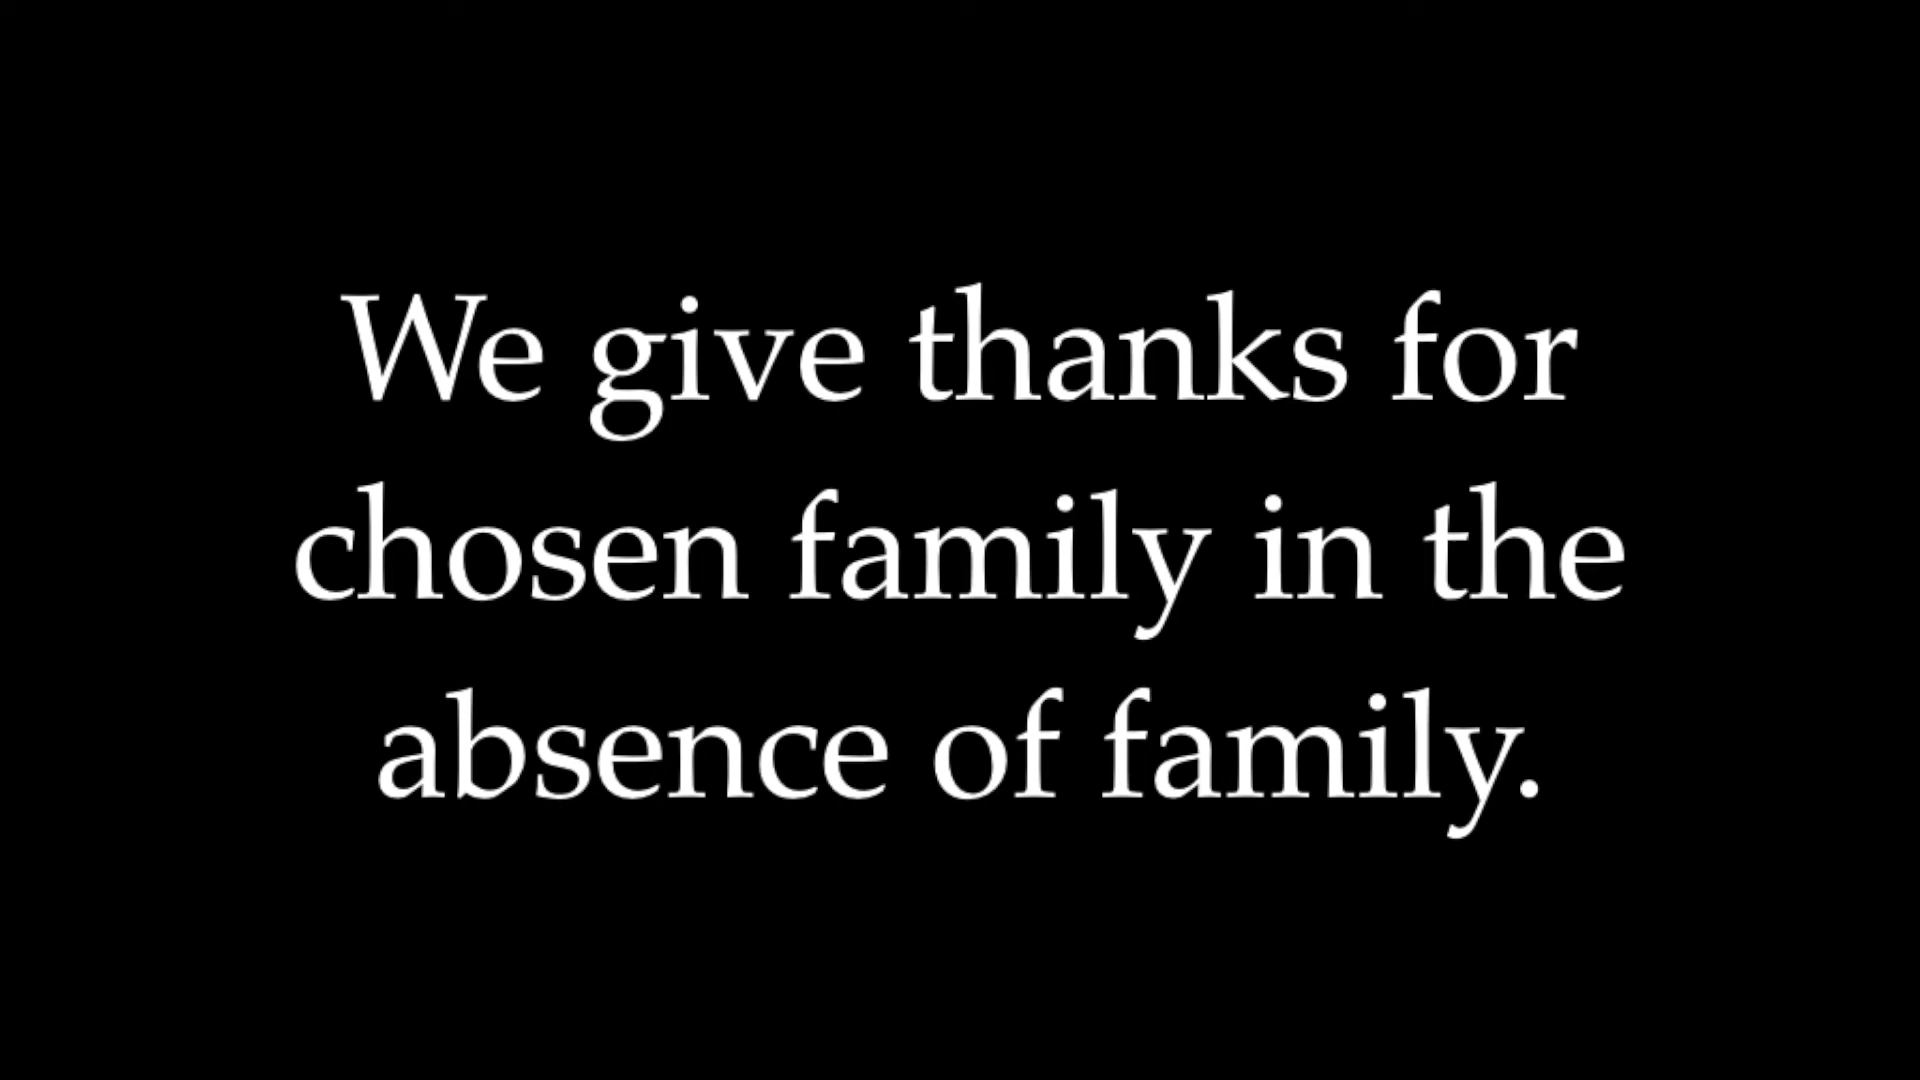 We give thanks for
chosen family in the
absence of family.